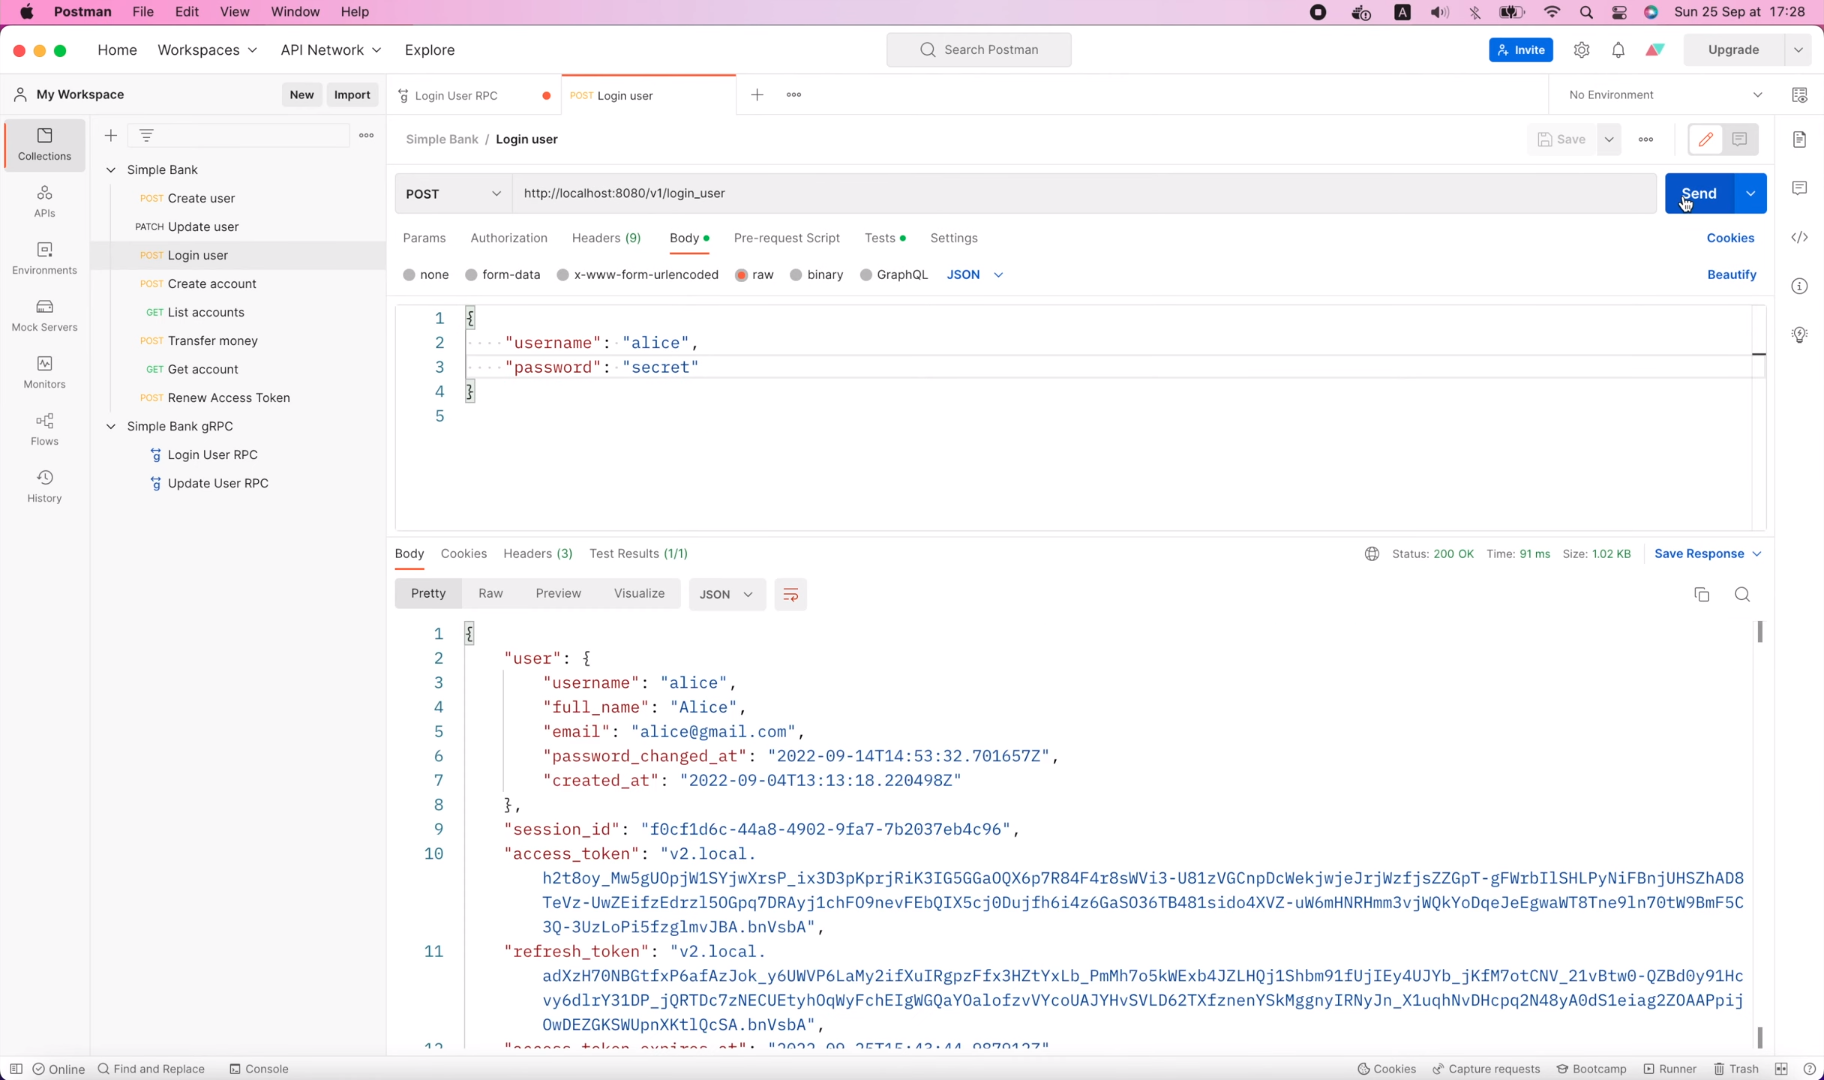 Postman File Edit View Window Help
A Sun 25 Sep at 17:28
Home Workspaces API Network Explore
Search Postman
Invite Upgrade
My Workspace New Import
Login User RPC POST Login user
No Environment
Collections
APIs
Environments
Mock Servers
Monitors
Flows
History
Simple Bank
POST Create user
PATCH Update user
POST Login user
POST Create account
GET List accounts
POST Transfer money
GET Get account
POST Renew Access Token
Simple Bank gRPC
Login User RPC
Update User RPC
Simple Bank / Login user
Save
POST http://localhost:8080/v1/login_user Send
Params Authorization Headers (9) Body Pre-request Script Tests Settings Cookies
none form-data x-www-form-urlencoded raw binary GraphQL JSON Beautify
1 {
2 "username": "alice",
3 "password": "secret"
4 }
5
Body Cookies Headers (3) Test Results (1/1) Status: 200 OK Time: 91 ms Size: 1.02 KB Save Response
Pretty Raw Preview Visualize JSON
1 {
2 "user": {
3 "username": "alice",
4 "full_name": "Alice",
5 "email": "alice@gmail.com",
6 "password_changed_at": "2022-09-14T14:53:32.701657Z",
7 "created_at": "2022-09-04T13:13:18.220498Z"
8 },
9 "session_id": "f0cf1d6c-44a8-4902-9fa7-7b2037eb4c96",
10 "access_token": "v2.local.
h2t8oy_Mw5gUOpjW1SYjwXrsP_ix3D3pKprjRiK3IG5GGaOQX6p7R84F4r8sWVi3-U81zVGCnpDcWekjwjeJrjWzfjsZZGpT-gFWrbIlSHLPyNiFBnjUHSZhAD8
TeVz-UwZEifzEdrzl5OGpq7DRAyj1chFO9nevFEbQIX5cj0Dujfh6i4z6GaSO36TB481sido4XVZ-uW6mHNRHmm3vjWQkYoDqeJeEgwaWT8Tne9ln70tW9BmF5C
3Q-3UzLoPi5fzglmvJBA.bnVsbA",
11 "refresh_token": "v2.local.
adXzH70NBGtfxP6afAzJok_y6UWVP6LaMy2ifXuIRgpzFfx3HZtYxLb_PmMh7o5kWExb4JZLHQj1Shbm91fUjIEy4UJYb_jKfM7otCNV_21vBtw0-QZBd0y91Hc
vy6dlrY31DP_jQRTDc7zNECUEtyhOqWyFchEIgWGQaYOalofzvVYcoUAJYHvSVLD62TXfznenYSkMggnyIRNyJn_X1uqhNvDHcpq2N48yA0dS1eiag2ZOAAPpij
OwDEZGKSWUpnXKtlQcSA.bnVsbA",
12 "access_token_expires_at": "2022-09-25T15:43:44.987912Z"
Online Find and Replace Console Cookies Capture requests Bootcamp Runner Trash